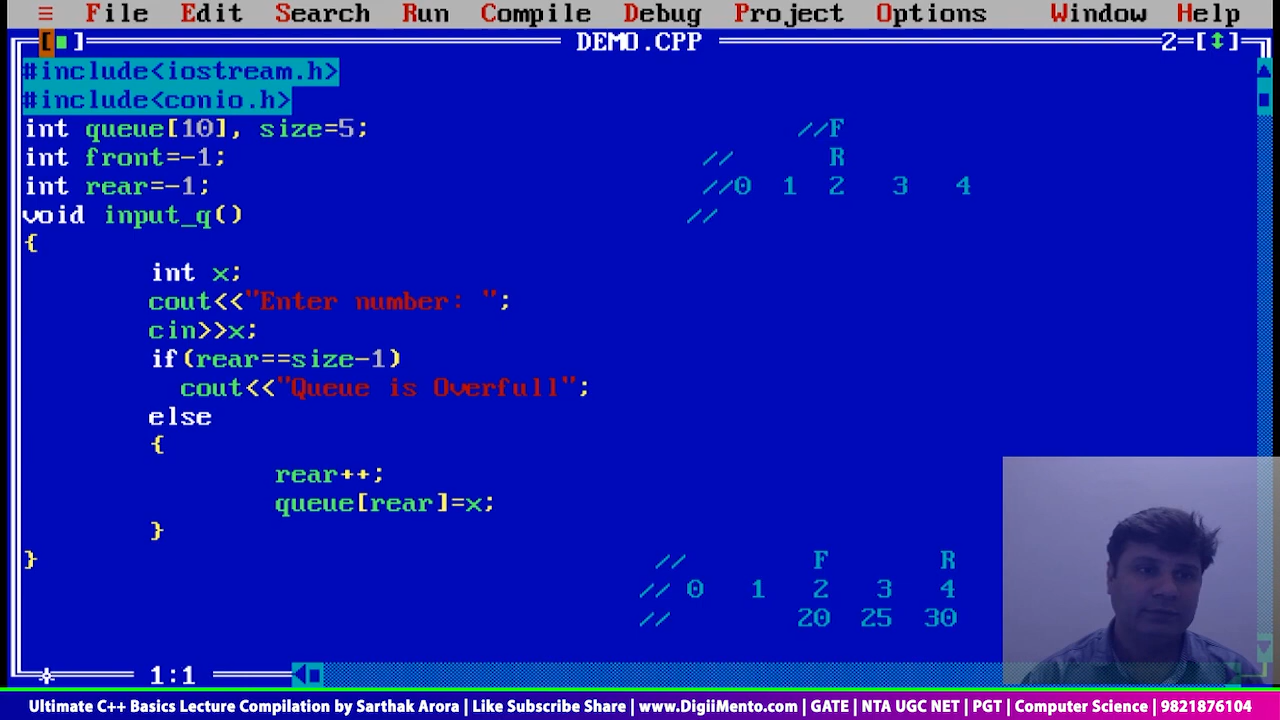 ≡ File Edit Search Run Compile Debug Project Options Window Help
[■] DEMO.CPP 2=[↕]
#include<iostream.h>
#include<conio.h>
int queue[10], size=5; //F
int front=-1; // R
int rear=-1; //0 1 2 3 4
void input_q() //
{
int x;
cout<<"Enter number: ";
cin>>x;
if(rear==size-1)
cout<<"Queue is Overfull";
else
{
rear++;
queue[rear]=x;
}
} // F R
// 0 1 2 3 4
// 20 25 30
1:1
Ultimate C++ Basics Lecture Compilation by Sarthak Arora | Like Subscribe Share | www.DigiiMento.com | GATE | NTA UGC NET | PGT | Computer Science | 9821876104